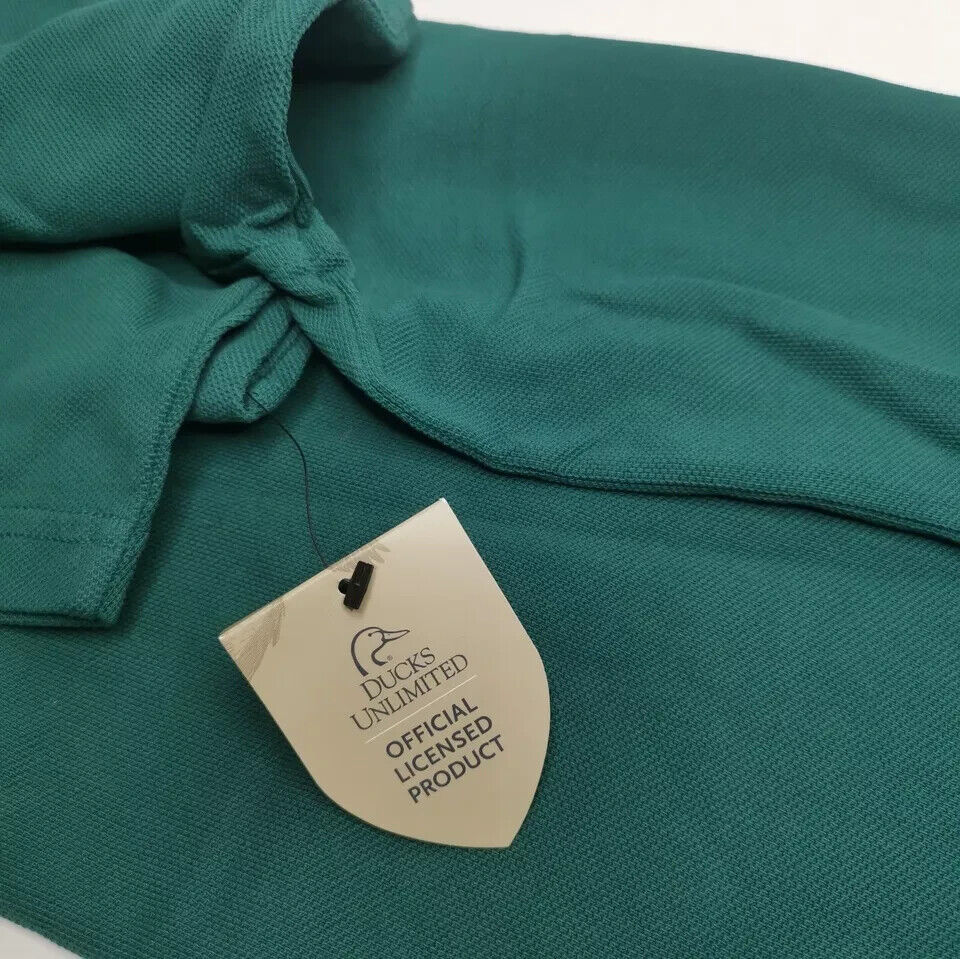 DUCKS
UNLIMITED
OFFICIAL
LICENSED
PRODUCT